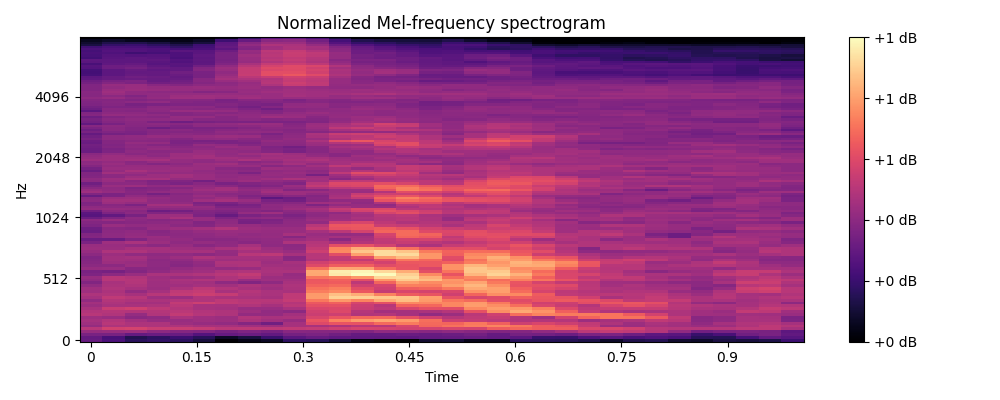 Normalized Mel-frequency spectrogram
Hz
4096
2048
1024
512
0
0 0.15 0.3 0.45 0.6 0.75 0.9
Time
+1 dB
+1 dB
+1 dB
+0 dB
+0 dB
+0 dB